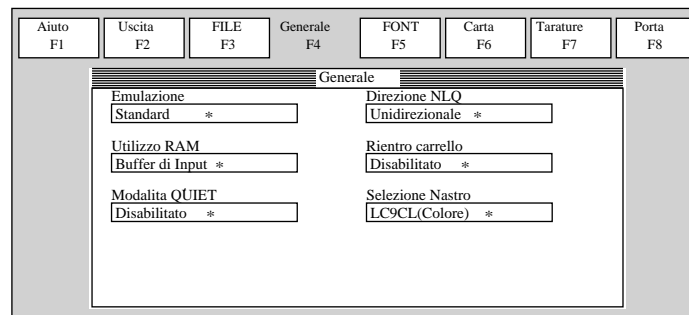 Aiuto Uscita FILE Generale FONT Carta Tarature Porta
F1 F2 F3 F4 F5 F6 F7 F8
Generale
Emulazione Direzione NLQ
Standard * Unidirezionale *
Utilizzo RAM Rientro carrello
Buffer di Input * Disabilitato *
Modalita QUIET Selezione Nastro
Disabilitato * LC9CL(Colore) *